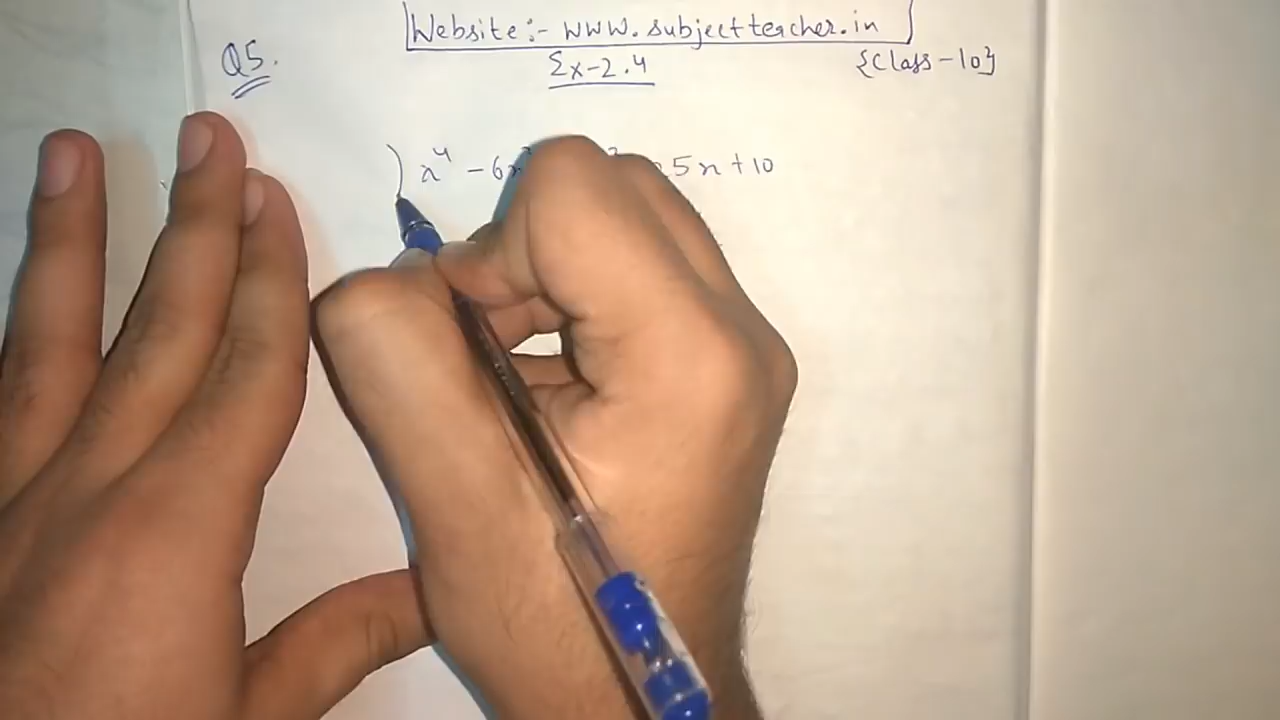 Website:- www.subjectteacher.in
Q5.
Ex-2.4
{Class-10}
) x⁴ - 6x 5x + 10